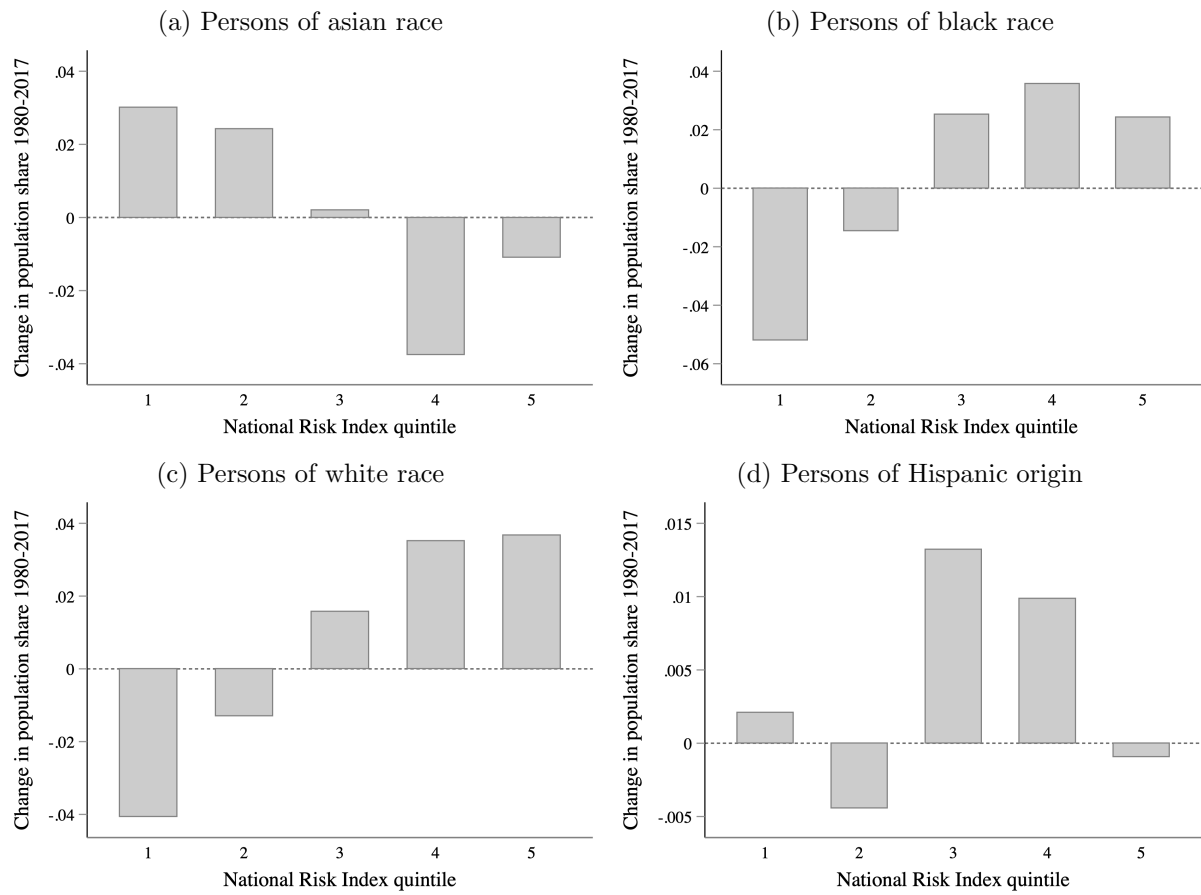 (a) Persons of asian race
Change in population share 1980-2017
.04
.02
0
-.02
-.04
1 2 3 4 5
National Risk Index quintile
(b) Persons of black race
Change in population share 1980-2017
.04
.02
0
-.02
-.04
-.06
1 2 3 4 5
National Risk Index quintile
(c) Persons of white race
Change in population share 1980-2017
.04
.02
0
-.02
-.04
1 2 3 4 5
National Risk Index quintile
(d) Persons of Hispanic origin
Change in population share 1980-2017
.015
.01
.005
0
-.005
1 2 3 4 5
National Risk Index quintile